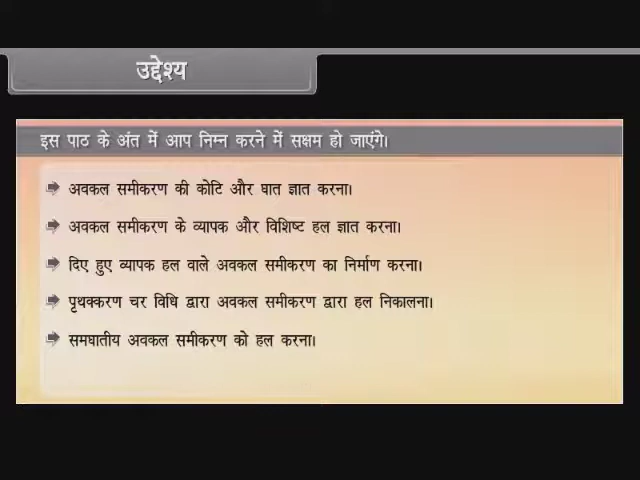 उद्देश्य
इस पाठ के अंत में आप निम्न करने में सक्षम हो जाएंगे।
अवकल समीकरण की कोटि और घात ज्ञात करना।
अवकल समीकरण के व्यापक और विशिष्ट हल ज्ञात करना।
दिए हुए व्यापक हल वाले अवकल समीकरण का निर्माण करना।
पृथक्करण चर विधि द्वारा अवकल समीकरण द्वारा हल निकालना।
समघातीय अवकल समीकरण को हल करना।